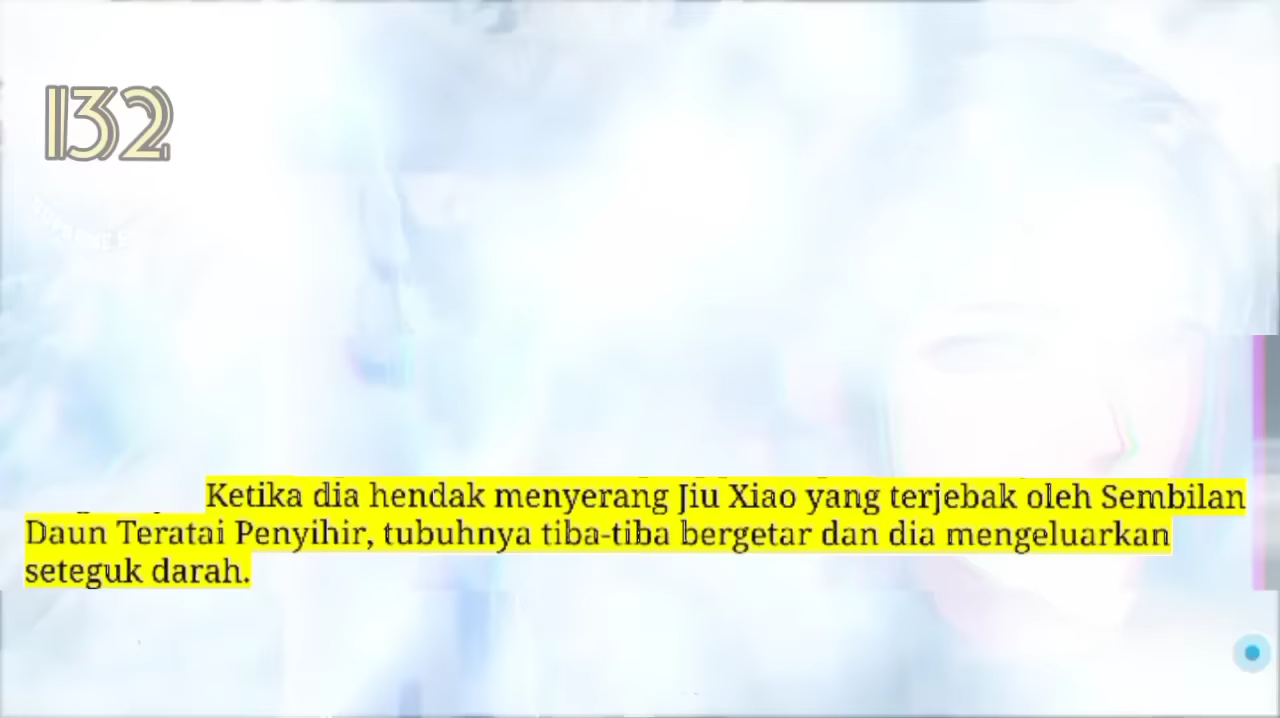 132
Ketika dia hendak menyerang Jiu Xiao yang terjebak oleh Sembilan
Daun Teratai Penyihir, tubuhnya tiba-tiba bergetar dan dia mengeluarkan
seteguk darah.